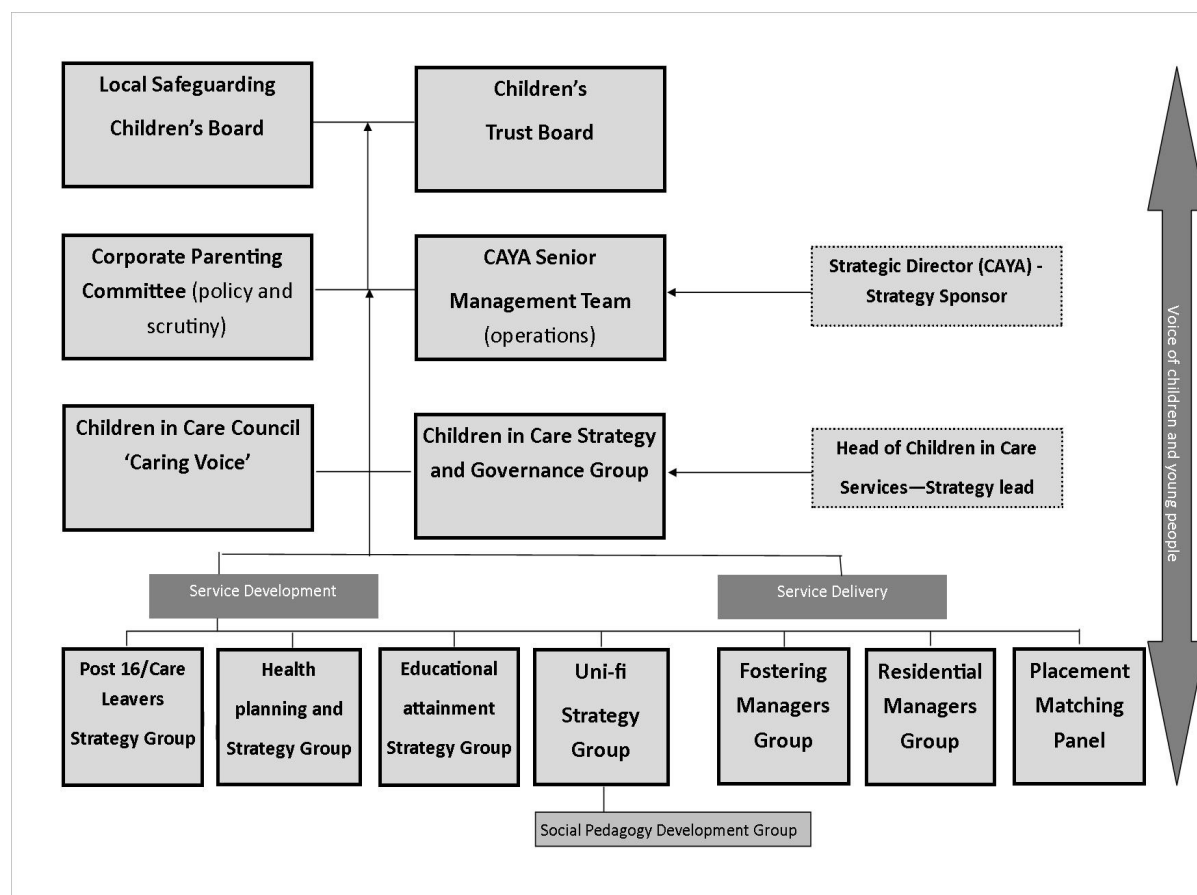 Local Safeguarding
Children's Board
Children's
Trust Board
Corporate Parenting
Committee (policy and
scrutiny)
CAYA Senior
Management Team
(operations)
Strategic Director (CAYA) -
Strategy Sponsor
Children in Care Council
‘Caring Voice’
Children in Care Strategy
and Governance Group
Head of Children in Care
Services—Strategy lead
Voice of children and young people
Service Development
Service Delivery
Post 16/Care
Leavers
Strategy Group
Health
planning and
Strategy Group
Educational
attainment
Strategy Group
Uni-fi
Strategy
Group
Fostering
Managers
Group
Residential
Managers
Group
Placement
Matching
Panel
Social Pedagogy Development Group